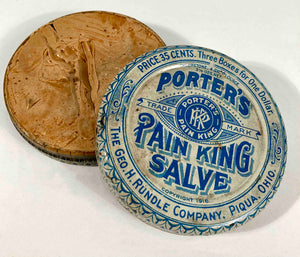 PRICE 35 CENTS. Three Boxes for One Dollar.
PORTER'S
TRADE MARK
PORTER'S
PAIN KING
PAIN KING
SALVE
COPYRIGHT 1916
THE GEO. H. RUNDLE COMPANY, PIQUA, OHIO.